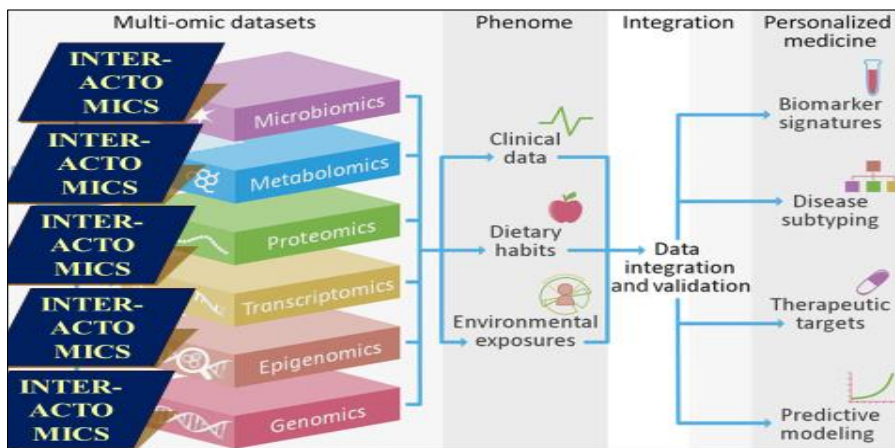 Multi-omic datasets
Phenome
Integration
Personalized
medicine
INTER-
ACTO
MICS
INTER-
ACTO
MICS
INTER-
ACTO
MICS
INTER-
ACTO
MICS
INTER-
ACTO
MICS
Microbiomics
Metabolomics
Proteomics
Transcriptomics
Epigenomics
Genomics
Clinical
data
Dietary
habits
Environmental
exposures
Data
integration
and validation
Biomarker
signatures
Disease
subtyping
Therapeutic
targets
Predictive
modeling